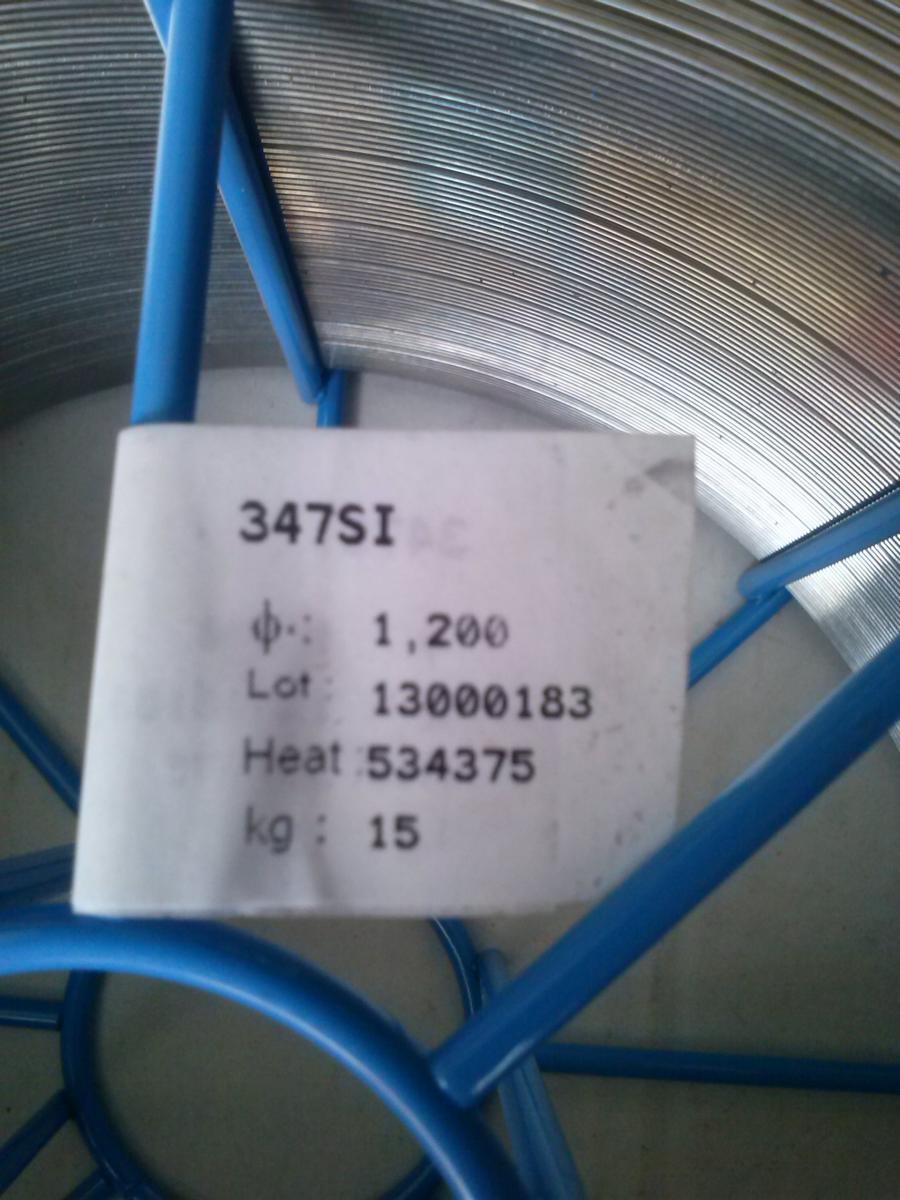 347SI
ϕ.: 1,200
Lot: 13000183
Heat:534375
kg: 15